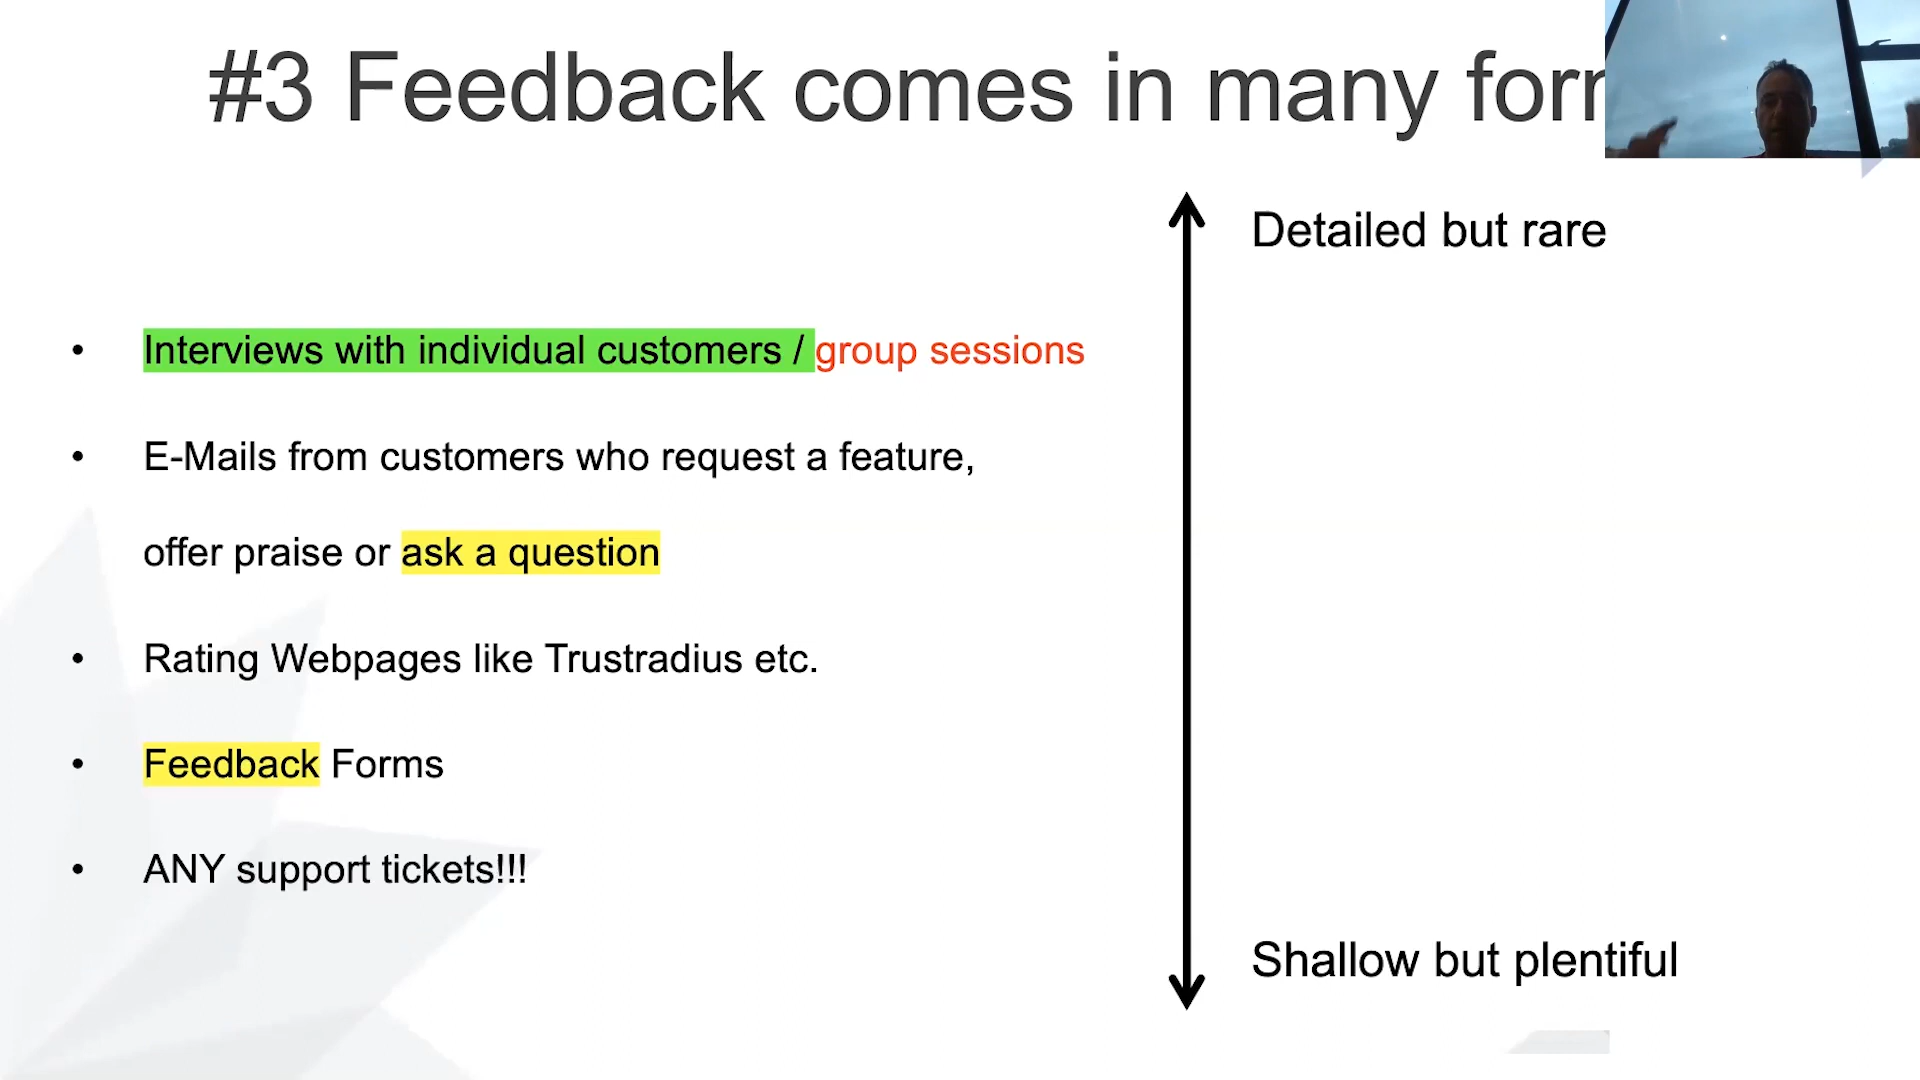 #3 Feedback comes in many
Detailed but rare
• Interviews with individual customers / group sessions
• E-Mails from customers who request a feature,
offer praise or ask a question
• Rating Webpages like Trustradius etc.
• Feedback Forms
• ANY support tickets!!!
Shallow but plentiful